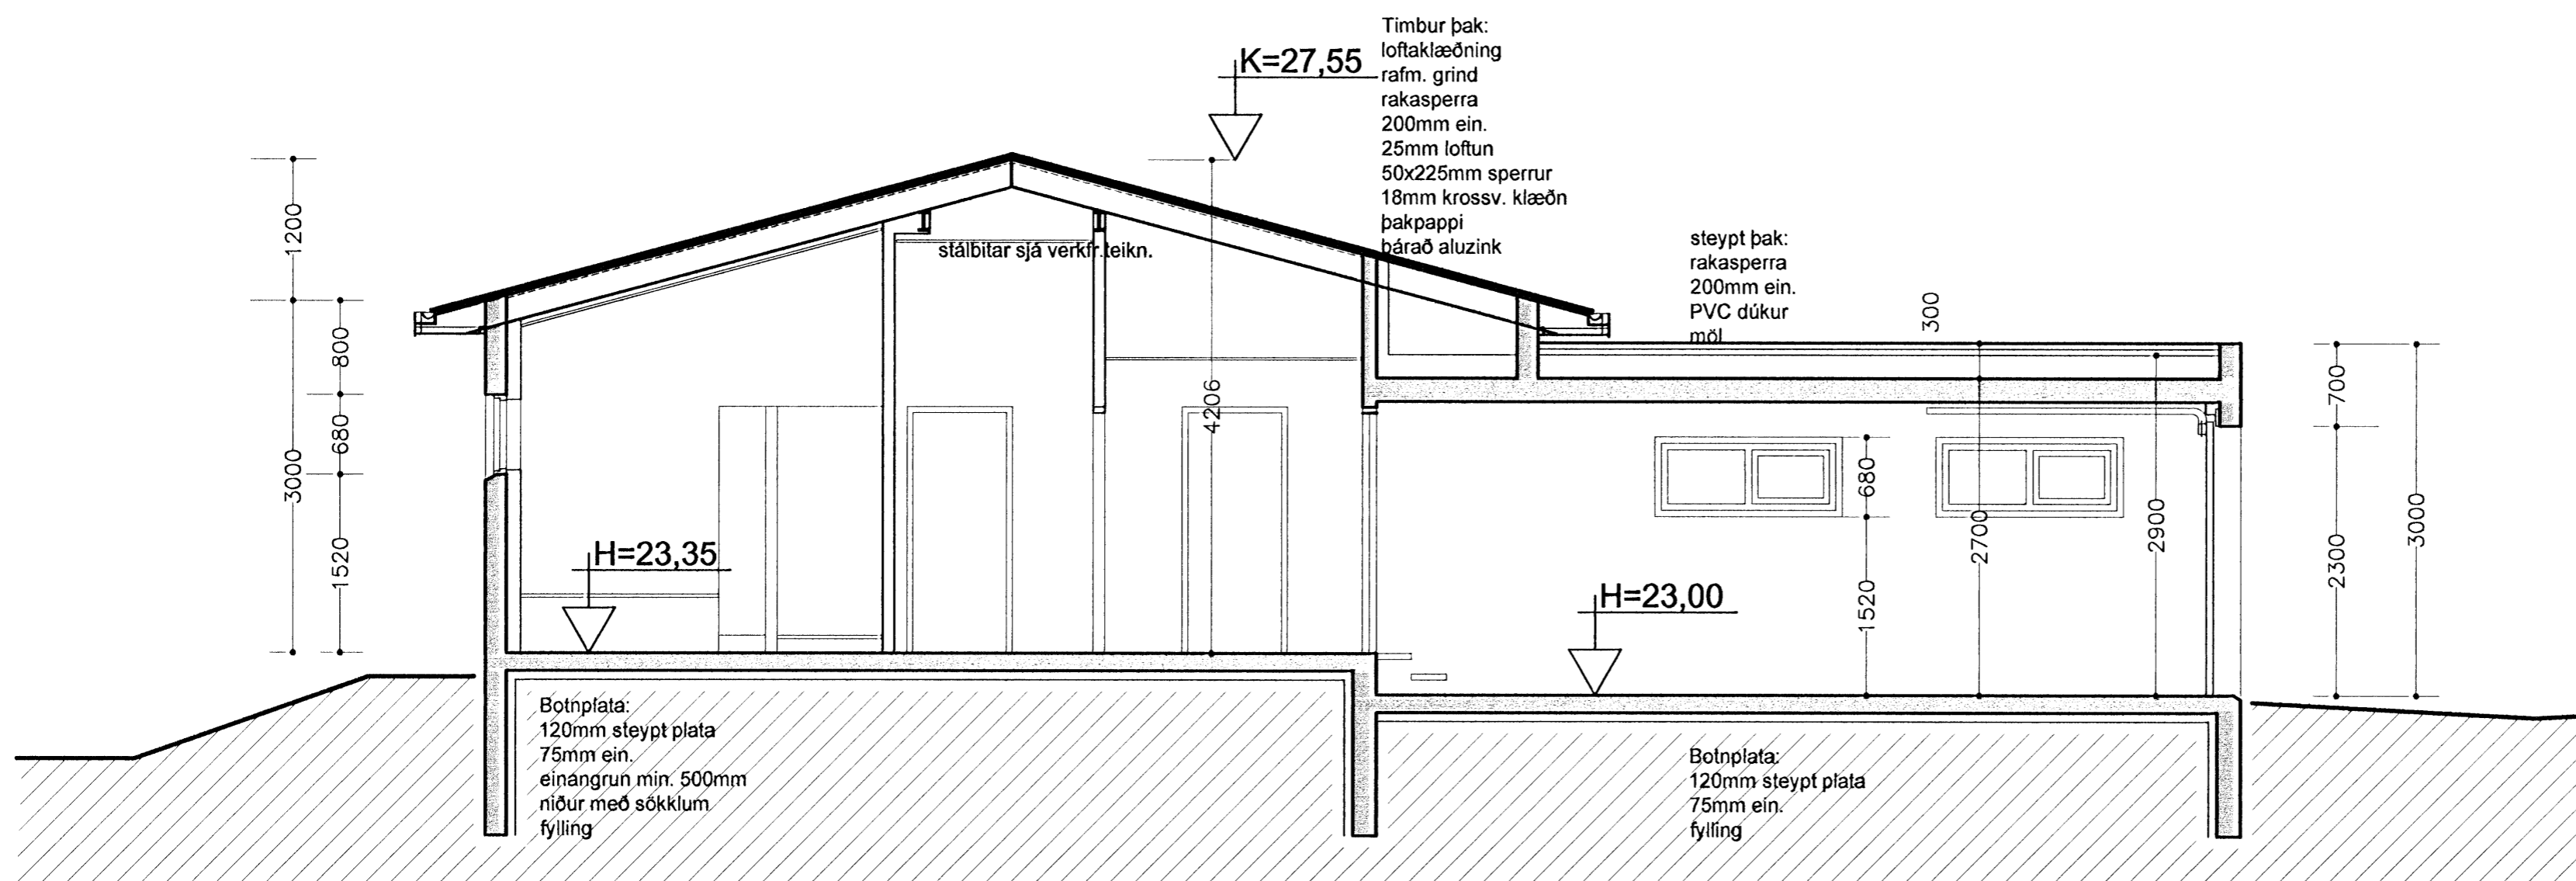 Timbur þak:
loftaklæðning
rafm. grind
rakasperra
200mm ein.
25mm loftun
50x225mm sperrur
18mm krossv. klæðn
þakpappi
bárað aluzink
K=27,55
steypt þak:
rakasperra
200mm ein.
PVC dúkur
möl
300
stálbitar sjá verkfr.teikn.
1200
3000
800
680
1520
4206
H=23,35
H=23,00
680
1520
2700
2900
700
2300
3000
Botnplata:
120mm steypt plata
75mm ein.
einangrun min. 500mm
niður með sökklum
fylling
Botnplata:
120mm steypt plata
75mm ein.
fylling